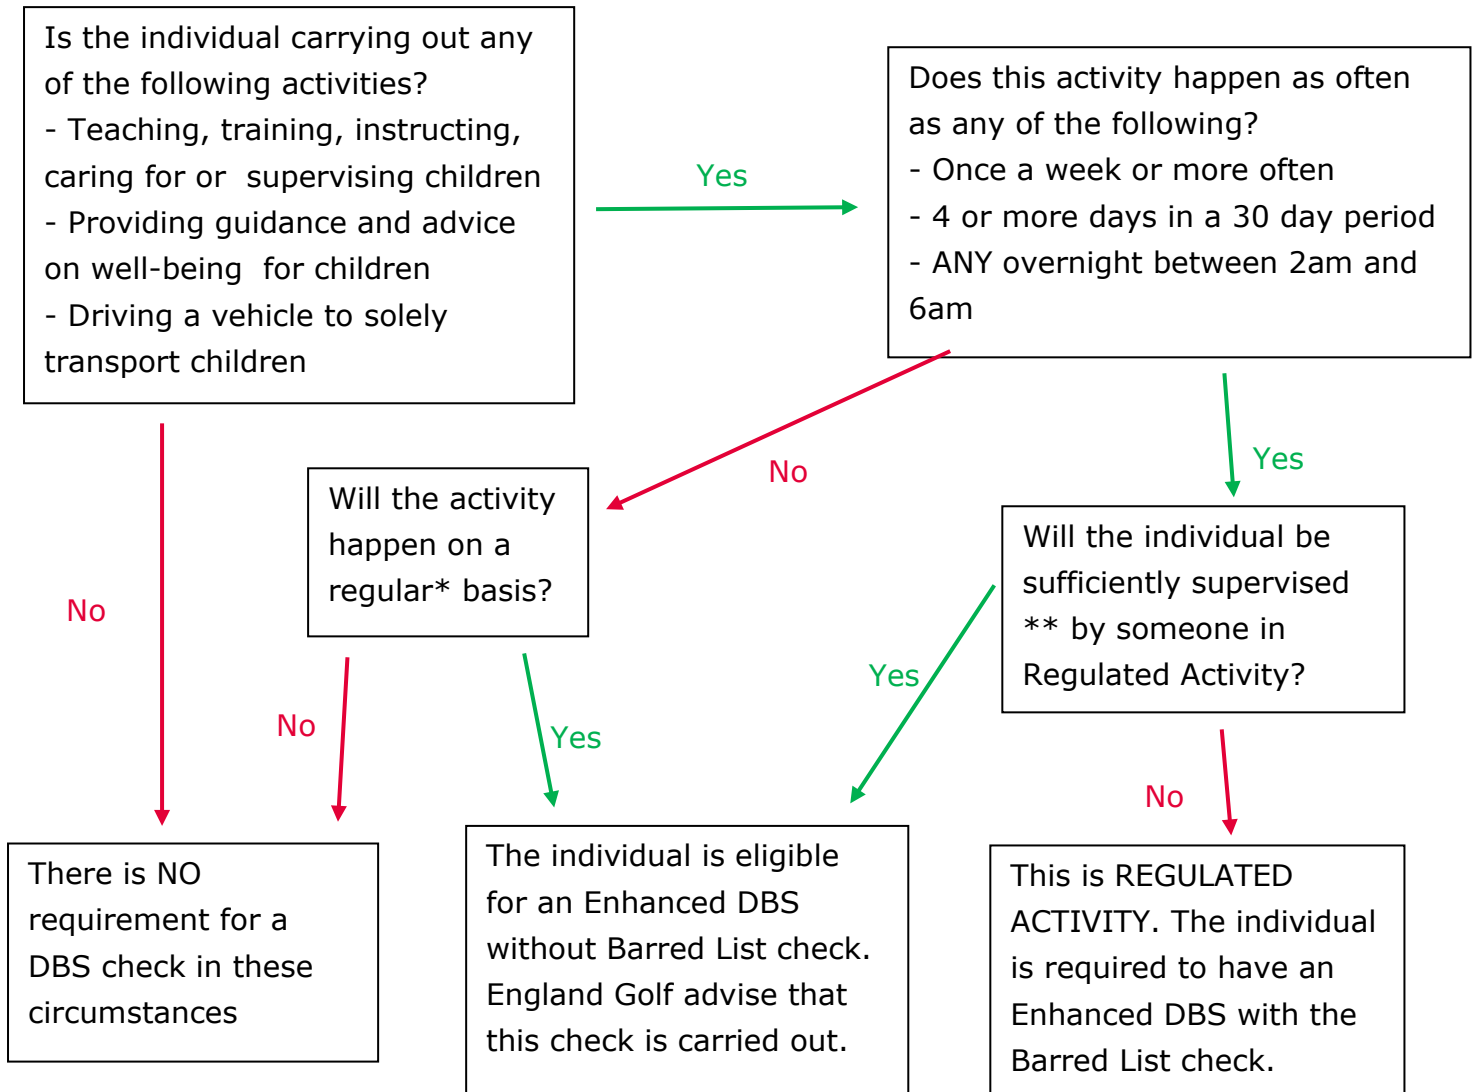 Is the individual carrying out any
of the following activities?
- Teaching, training, instructing,
caring for or  supervising children
- Providing guidance and advice
on well-being  for children
- Driving a vehicle to solely
transport children
Yes
Does this activity happen as often
as any of the following?
- Once a week or more often
- 4 or more days in a 30 day period
- ANY overnight between 2am and
6am
No
Yes
No
Will the activity
happen on a
regular* basis?
Will the individual be
sufficiently supervised
** by someone in
Regulated Activity?
No
Yes
Yes
No
There is NO
requirement for a
DBS check in these
circumstances
The individual is eligible
for an Enhanced DBS
without Barred List check.
England Golf advise that
this check is carried out.
This is REGULATED
ACTIVITY. The individual
is required to have an
Enhanced DBS with the
Barred List check.